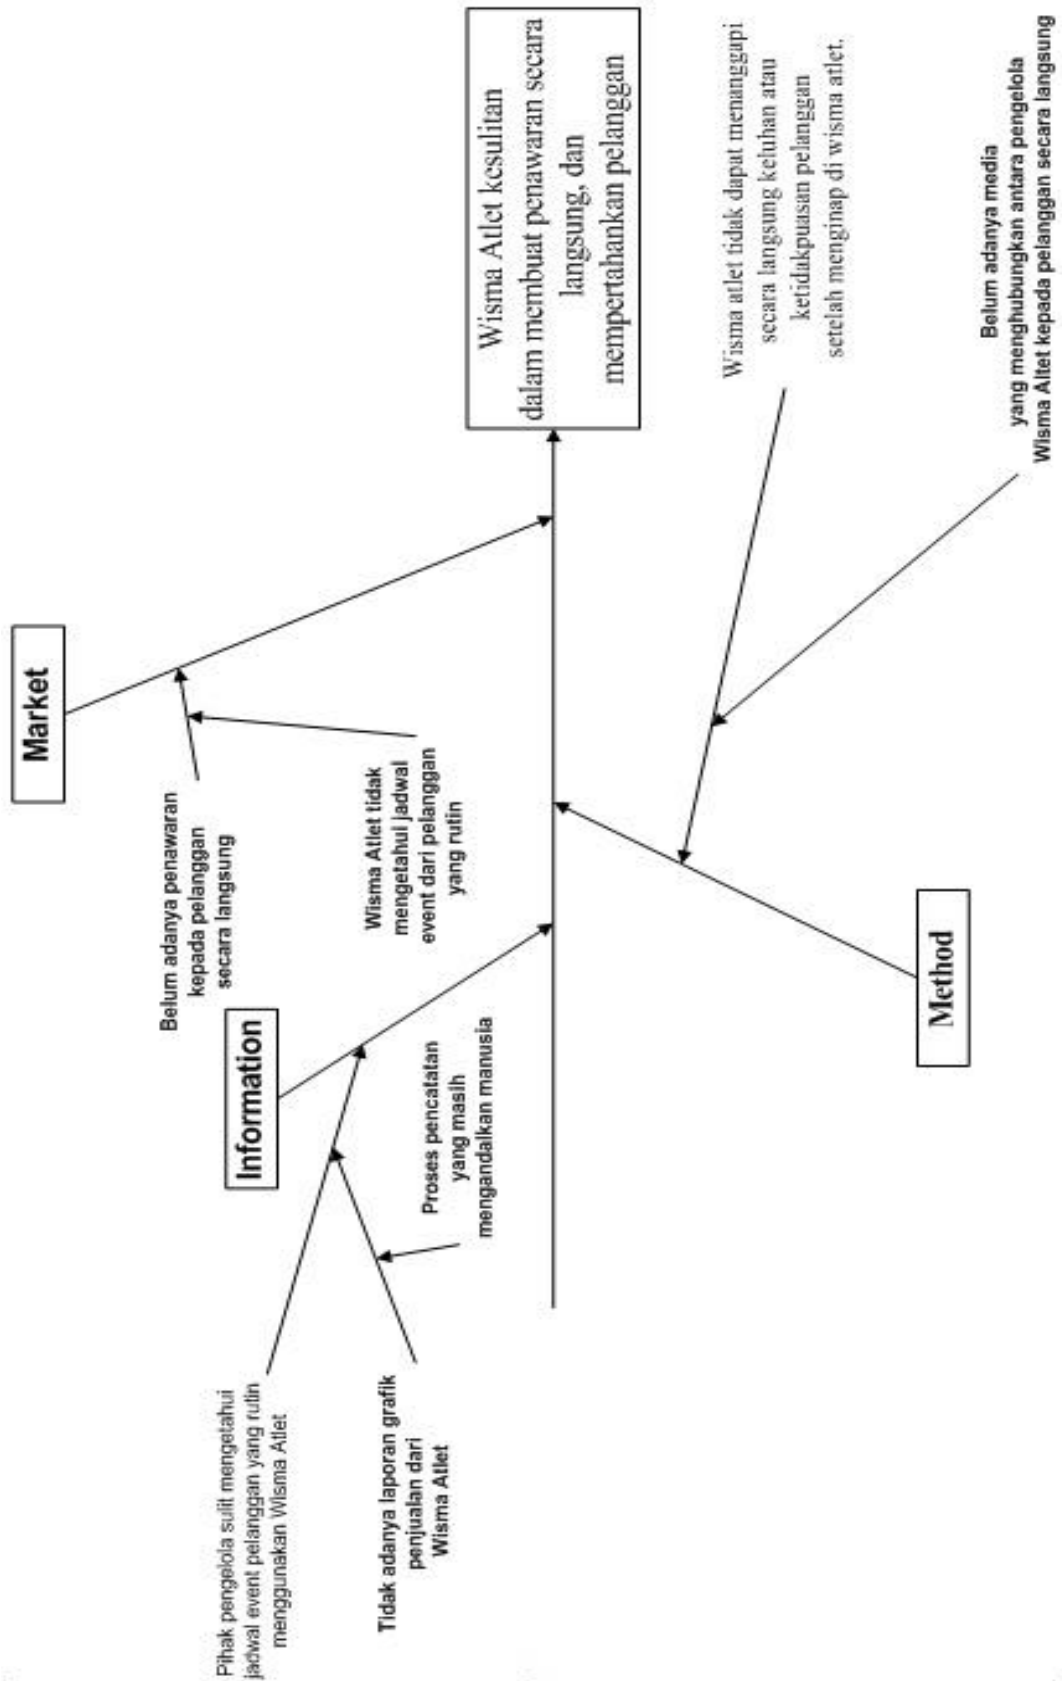 Market
Belum adanya penawaran
kepada pelanggan
secara langsung
Wisma Atlet tidak
mengetahui jadwal
event dari pelanggan
yang rutin
Information
Pihak pengelola sulit mengetahui
jadwal event pelanggan yang rutin
menggunakan Wisma Atlet
Proses pencatatan
yang masih
mengandalkan manusia
Tidak adanya laporan grafik
penjualan dari
Wisma Atlet
Wisma Atlet kesulitan
dalam membuat penawaran secara
langsung, dan
mempertahankan pelanggan
Wisma atlet tidak dapat menanggapi
secara langsung keluhan atau
ketidakpuasan pelanggan
setelah menginap di wisma atlet.
Belum adanya media
yang menghubungkan antara pengelola
Wisma Altet kepada pelanggan secara langsung
Method